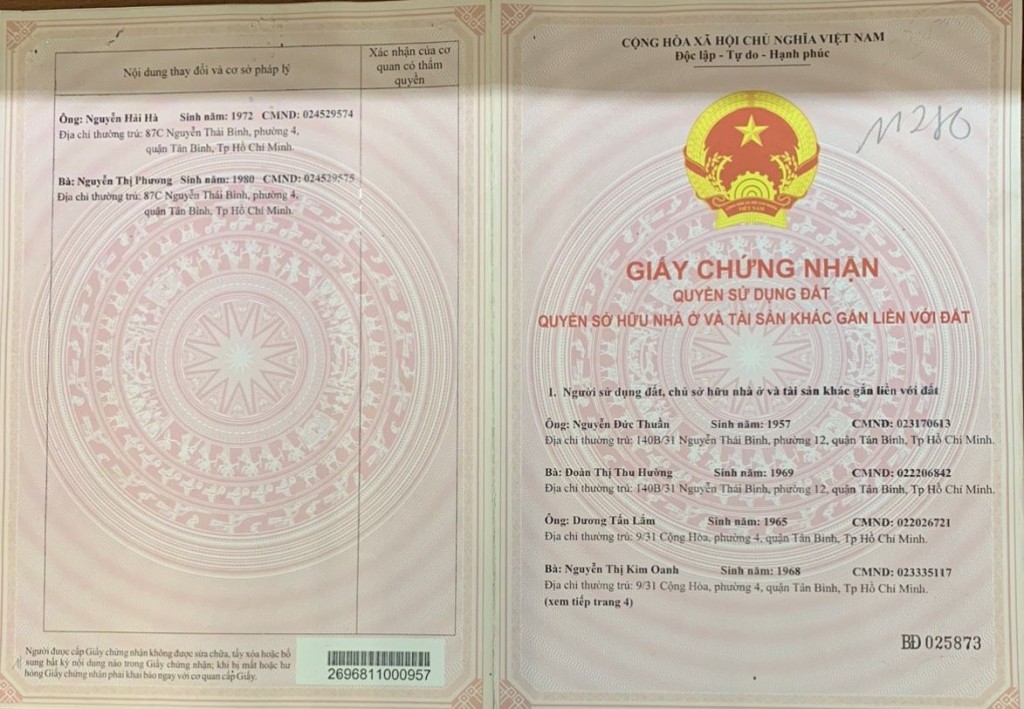 Nội dung thay đổi và cơ sở pháp lý
Xác nhận của cơ
quan có thẩm
quyền
Ông: Nguyễn Hải Hà Sinh năm: 1972 CMND: 024529574
Địa chỉ thường trú: 87C Nguyễn Thái Bình, phường 4,
quận Tân Bình, Tp Hồ Chí Minh.
Bà: Nguyễn Thị Phương Sinh năm: 1980 CMND: 024529575
Địa chỉ thường trú: 87C Nguyễn Thái Bình, phường 4,
quận Tân Bình, Tp Hồ Chí Minh.
Người được cấp Giấy chứng nhận không được sửa chữa, tẩy xóa hoặc bổ
sung bất kỳ nội dung nào trong Giấy chứng nhận; khi bị mất hoặc hư
hỏng Giấy chứng nhận phải khai báo ngay với cơ quan cấp Giấy.
2696811000957
CỘNG HÒA XÃ HỘI CHỦ NGHĨA VIỆT NAM
Độc lập - Tự do - Hạnh phúc
VIỆT NAM
GIẤY CHỨNG NHẬN
QUYỀN SỬ DỤNG ĐẤT
QUYỀN SỞ HỮU NHÀ Ở VÀ TÀI SẢN KHÁC GẮN LIỀN VỚI ĐẤT
1. Người sử dụng đất, chủ sở hữu nhà ở và tài sản khác gắn liền với đất
Ông: Nguyễn Đức Thuần Sinh năm: 1957 CMND: 023170613
Địa chỉ thường trú: 140B/31 Nguyễn Thái Bình, phường 12, quận Tân Bình, Tp Hồ Chí Minh.
Bà: Đoàn Thị Thu Hường Sinh năm: 1969 CMND: 022206842
Địa chỉ thường trú: 140B/31 Nguyễn Thái Bình, phường 12, quận Tân Bình, Tp Hồ Chí Minh.
Ông: Dương Tấn Lắm Sinh năm: 1965 CMND: 022026721
Địa chỉ thường trú: 9/31 Cộng Hòa, phường 4, quận Tân Bình, Tp Hồ Chí Minh.
Bà: Nguyễn Thị Kim Oanh Sinh năm: 1968 CMND: 023335117
Địa chỉ thường trú: 9/31 Cộng Hòa, phường 4, quận Tân Bình, Tp Hồ Chí Minh.
(xem tiếp trang 4)
BĐ 025873